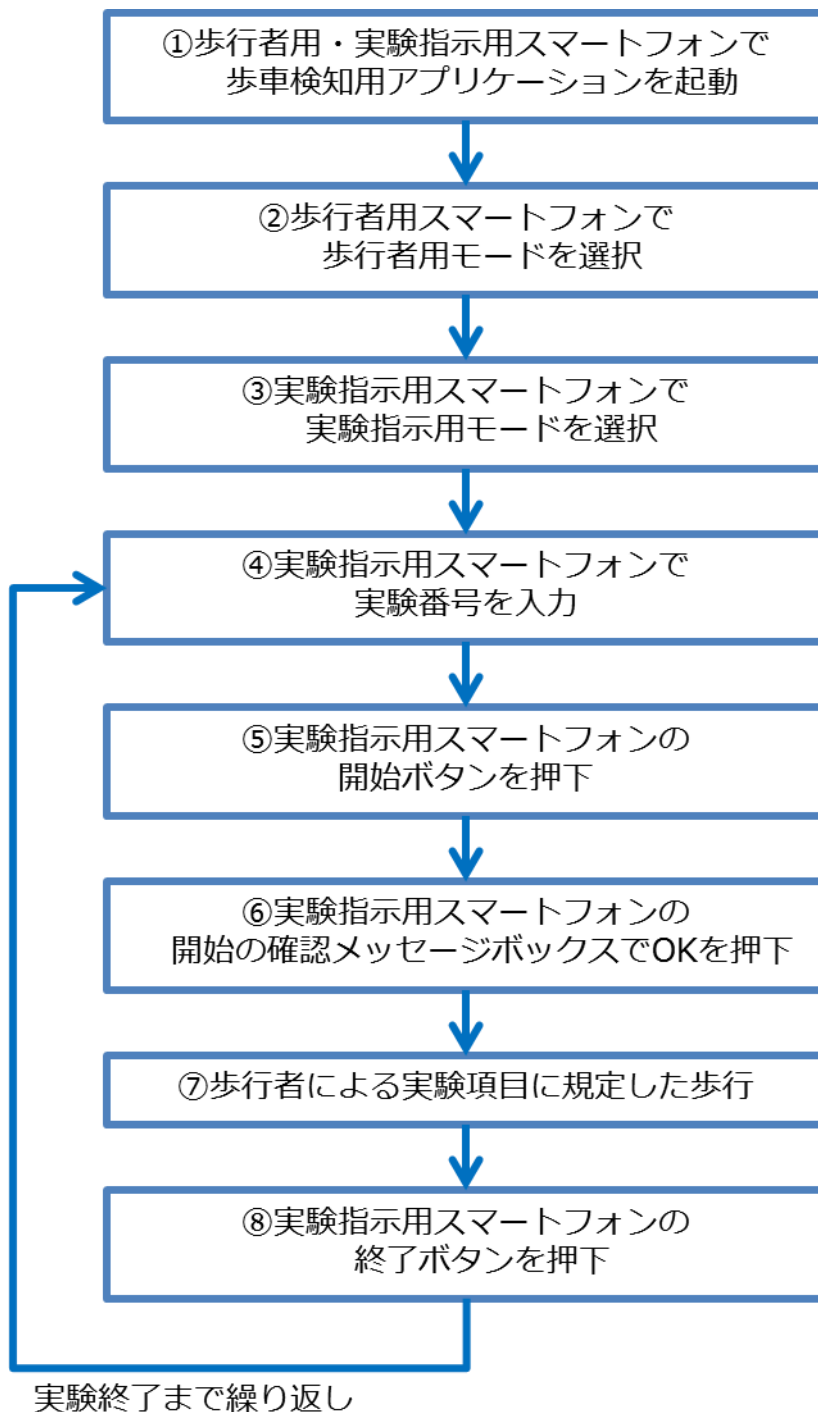 ①歩行者用・実験指示用スマートフォンで
歩車検知用アプリケーションを起動
②歩行者用スマートフォンで
歩行者用モードを選択
③実験指示用スマートフォンで
実験指示用モードを選択
④実験指示用スマートフォンで
実験番号を入力
⑤実験指示用スマートフォンの
開始ボタンを押下
⑥実験指示用スマートフォンの
開始の確認メッセージボックスでOKを押下
⑦歩行者による実験項目に規定した歩行
⑧実験指示用スマートフォンの
終了ボタンを押下
実験終了まで繰り返し